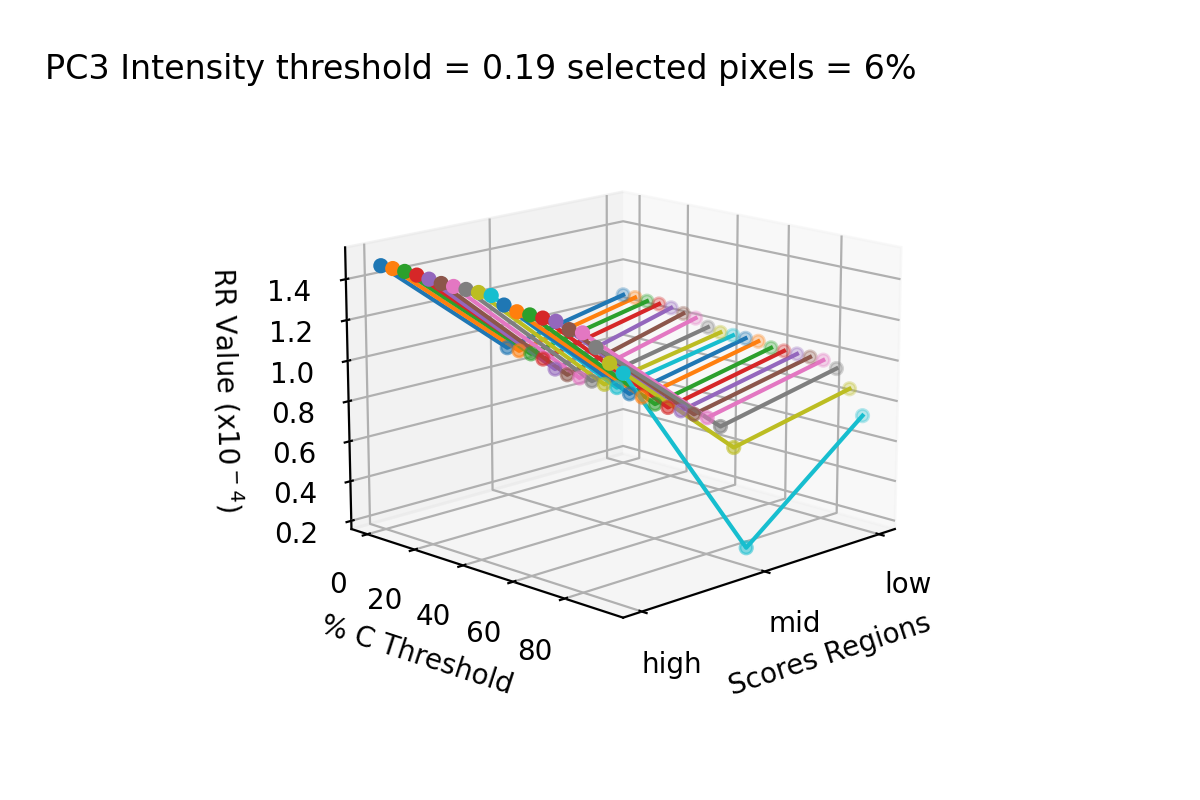 PC3 Intensity threshold = 0.19 selected pixels = 6%
RR Value (x10⁻⁴)
1.4
1.2
1.0
0.8
0.6
0.4
0.2
0
20
40
60
80
% C Threshold
high
mid
low
Scores Regions